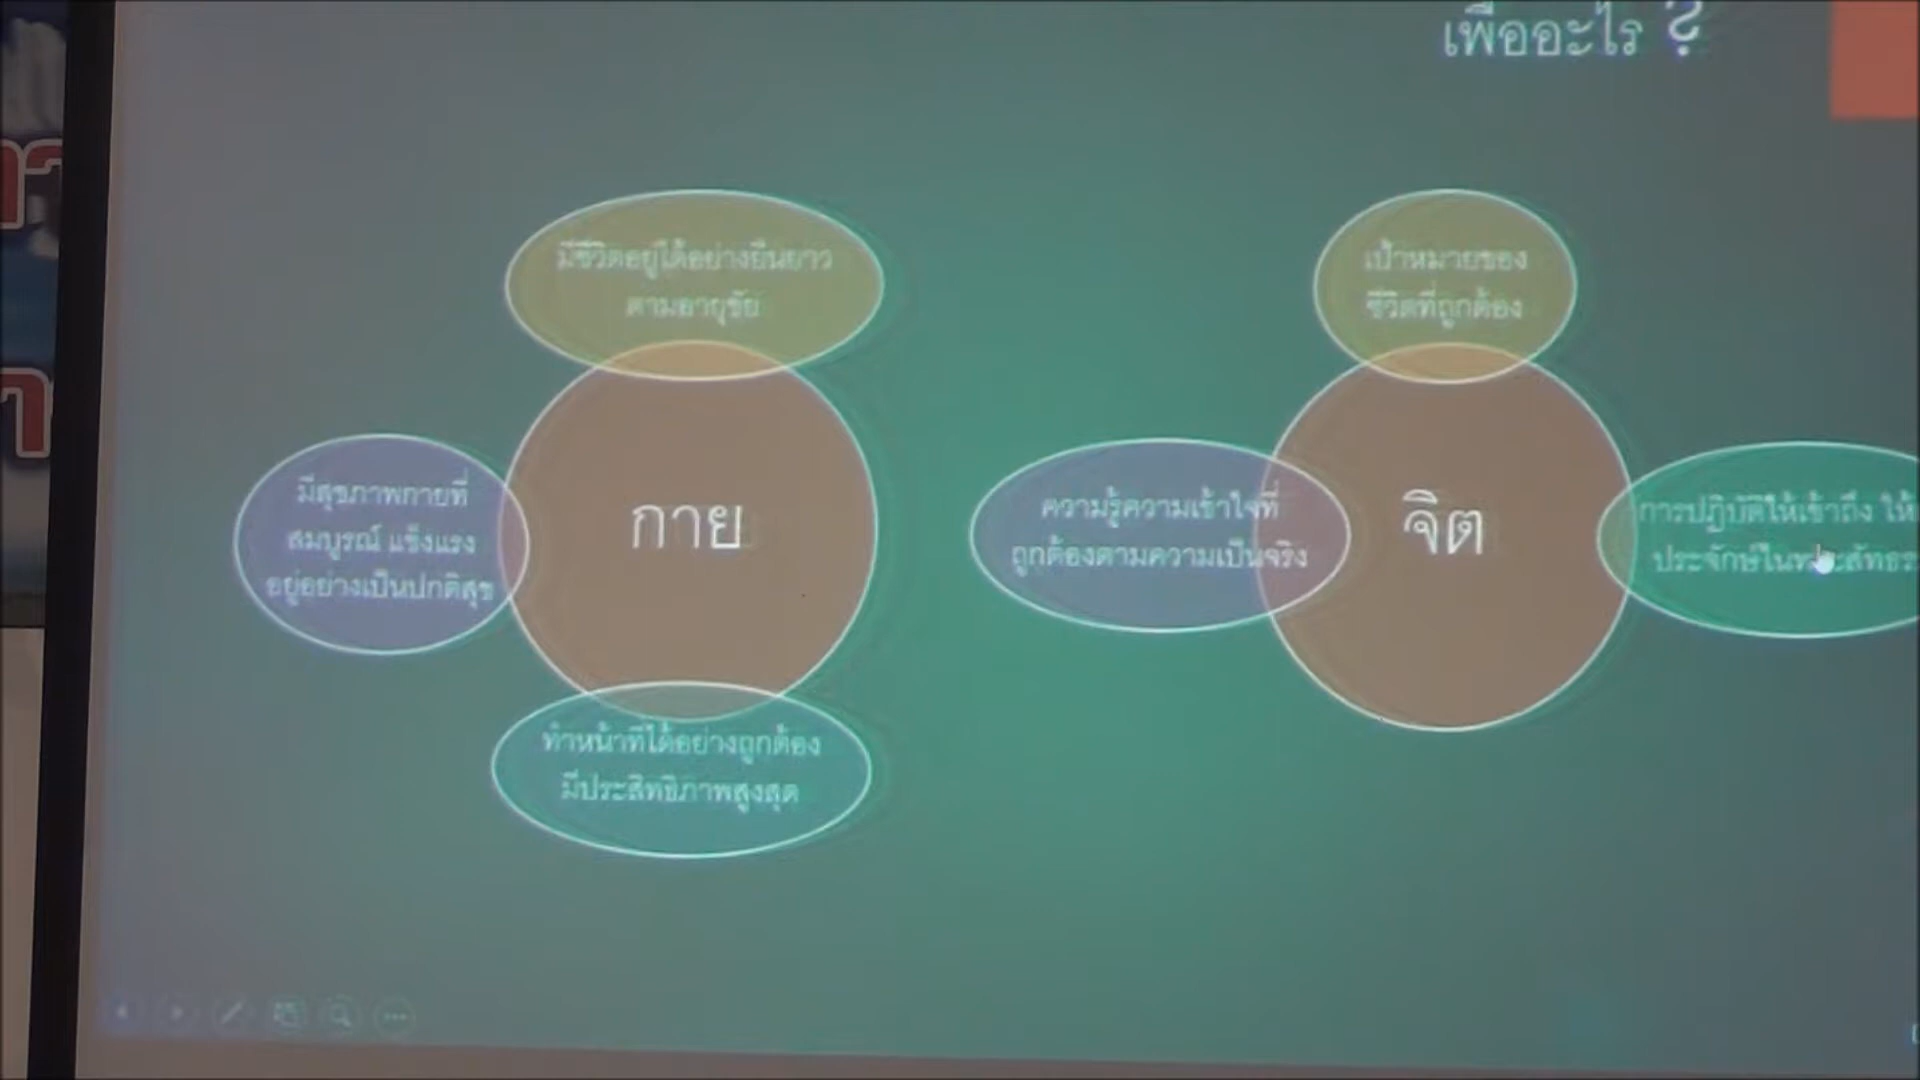 เพื่ออะไร ?
มีชีวิตอยู่ได้อย่างยืนยาว
ตามอายุขัย
มีสุขภาพกายที่
สมบูรณ์ แข็งแรง
อยู่อย่างเป็นปกติสุข
กาย
ทำหน้าที่ได้อย่างถูกต้อง
มีประสิทธิภาพสูงสุด
เป้าหมายของ
ชีวิตที่ถูกต้อง
ความรู้ความเข้าใจที่
ถูกต้องตามความเป็นจริง
จิต
การปฏิบัติให้เข้าถึง ให้
ประจักษ์ใน